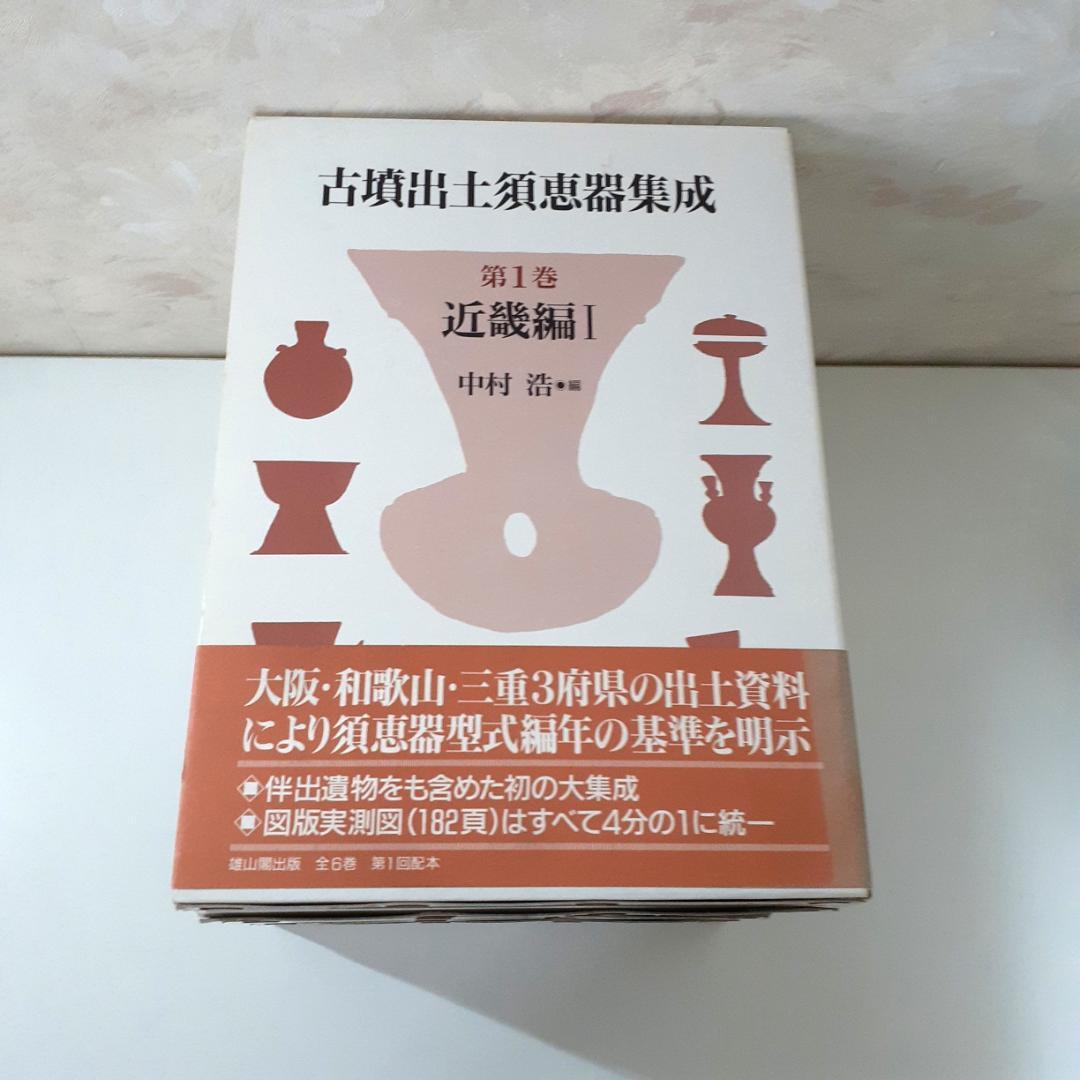 古墳出土須恵器集成
第1巻
近畿編I
中村 浩●編
大阪・和歌山・三重3府県の出土資料
により須恵器型式編年の基準を明示
◈伴出遺物をも含めた初の大集成
◈図版実測図(182頁)はすべて4分の1に統一
雄山閣出版 全6巻 第1回配本